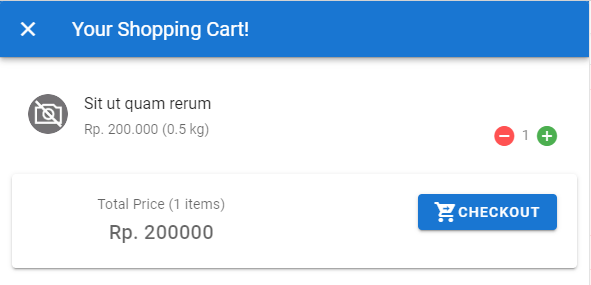 Your Shopping Cart!
Sit ut quam rerum
Rp. 200.000 (0.5 kg)
1
Total Price (1 items)
CHECKOUT
Rp. 200000